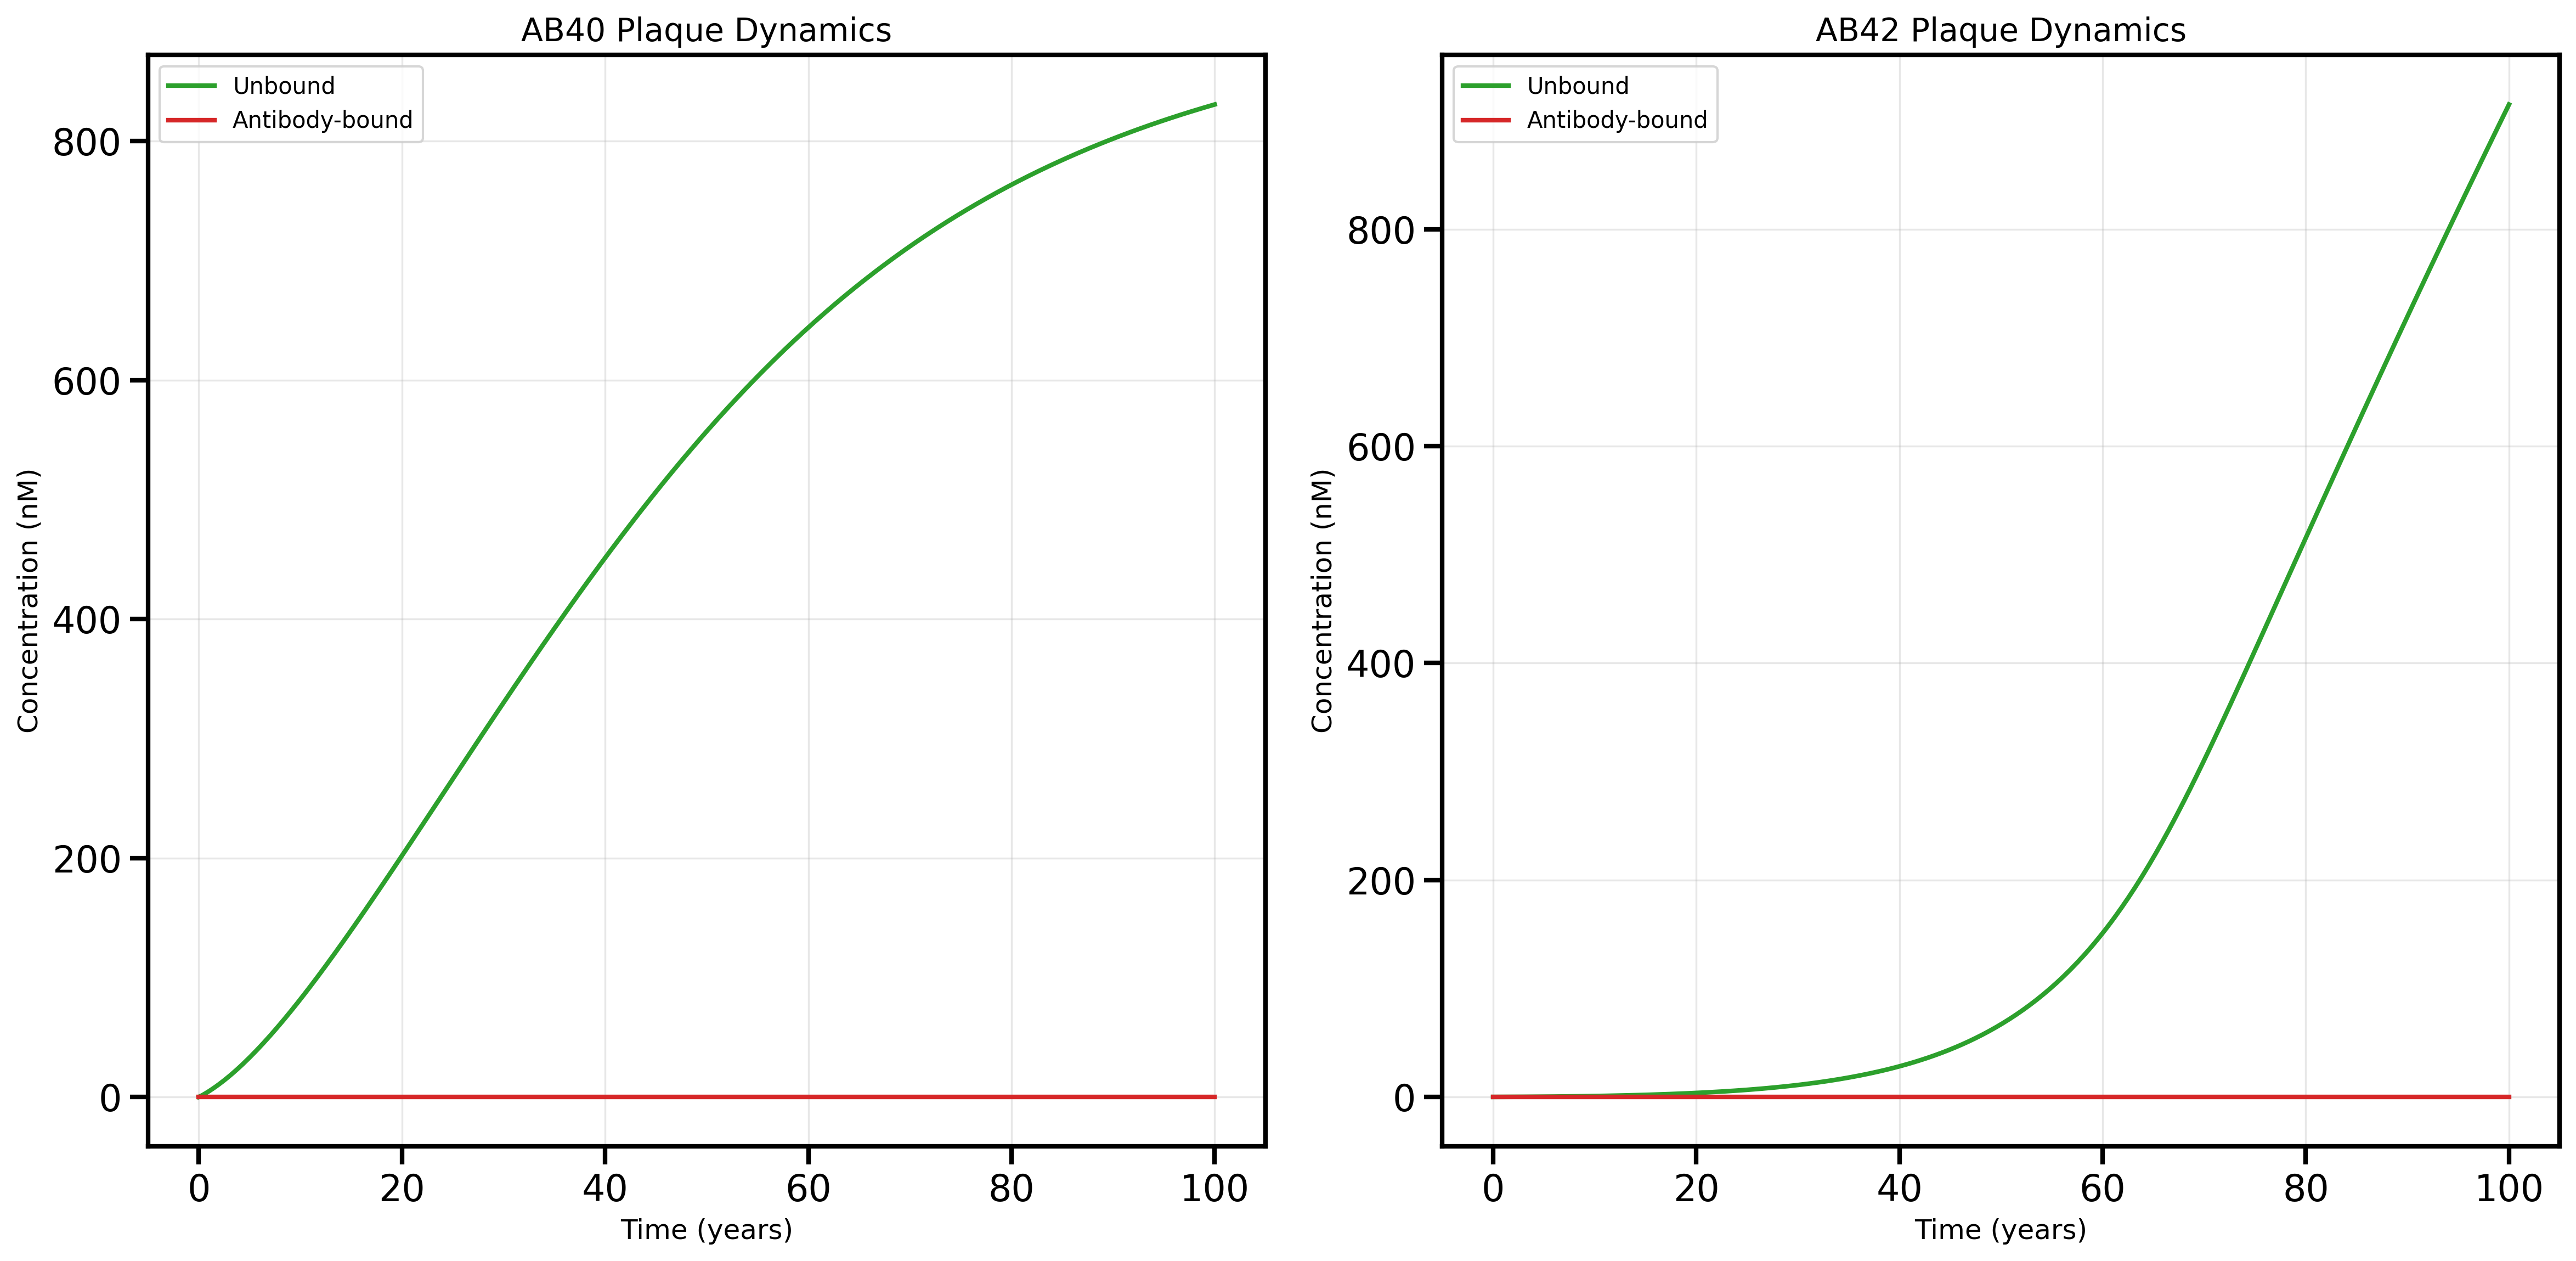 AB40 Plaque Dynamics
Unbound
Antibody-bound
800
600
400
200
0
Concentration (nM)
0 20 40 60 80 100
Time (years)
AB42 Plaque Dynamics
Unbound
Antibody-bound
800
600
400
200
0
Concentration (nM)
0 20 40 60 80 100
Time (years)